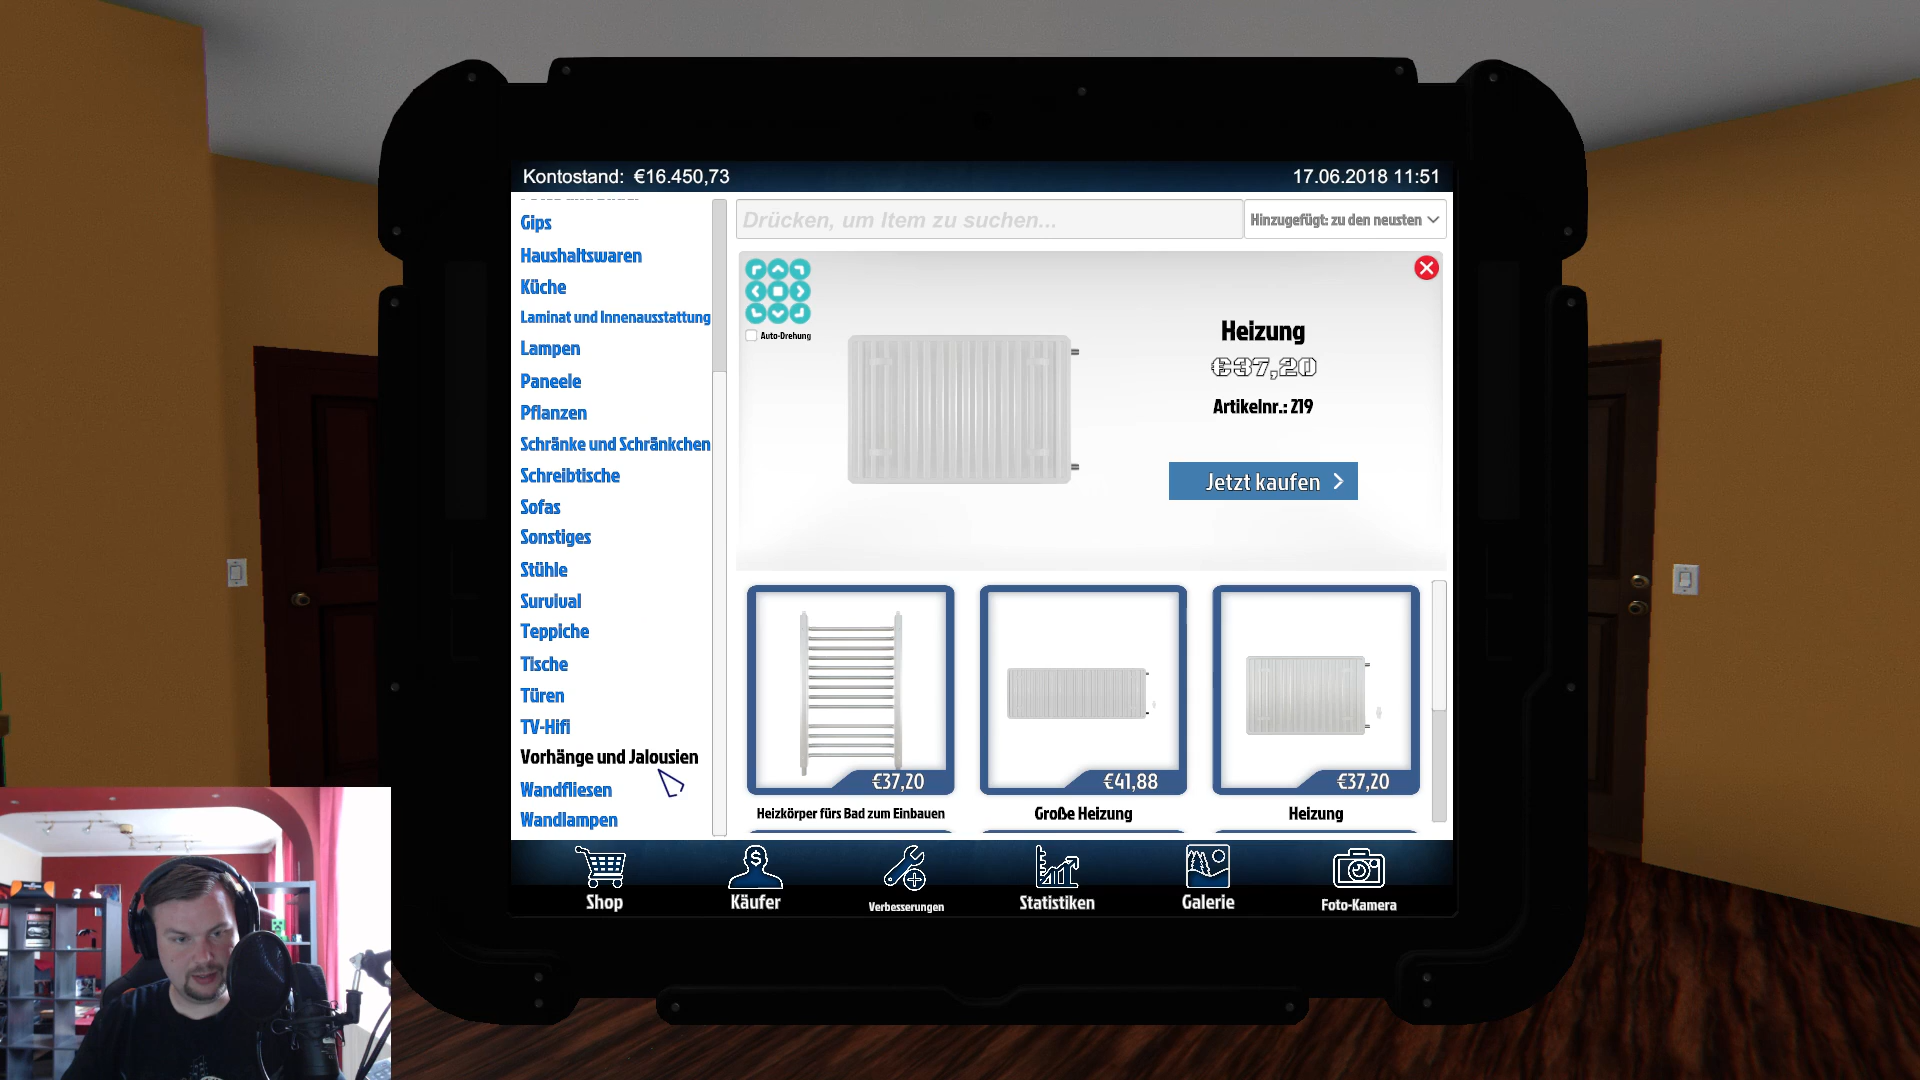 Kontostand: €16.450,73
17.06.2018 11:51
Gips
Haushaltswaren
Küche
Laminat und Innenausstattung
Lampen
Paneele
Pflanzen
Schränke und Schränkchen
Schreibtische
Sofas
Sonstiges
Stühle
Survival
Teppiche
Tische
Türen
TV-Hifi
Vorhänge und Jalousien
Wandfliesen
Wandlampen
Drücken, um Item zu suchen...
Hinzugefügt: zu den neusten
Auto-Drehung
Heizung
€37,20
Artikelnr.: 219
Jetzt kaufen
€37,20
Heizkörper fürs Bad zum Einbauen
€41,88
Große Heizung
€37,20
Heizung
Shop
Käufer
Verbesserungen
Statistiken
Galerie
Foto-Kamera